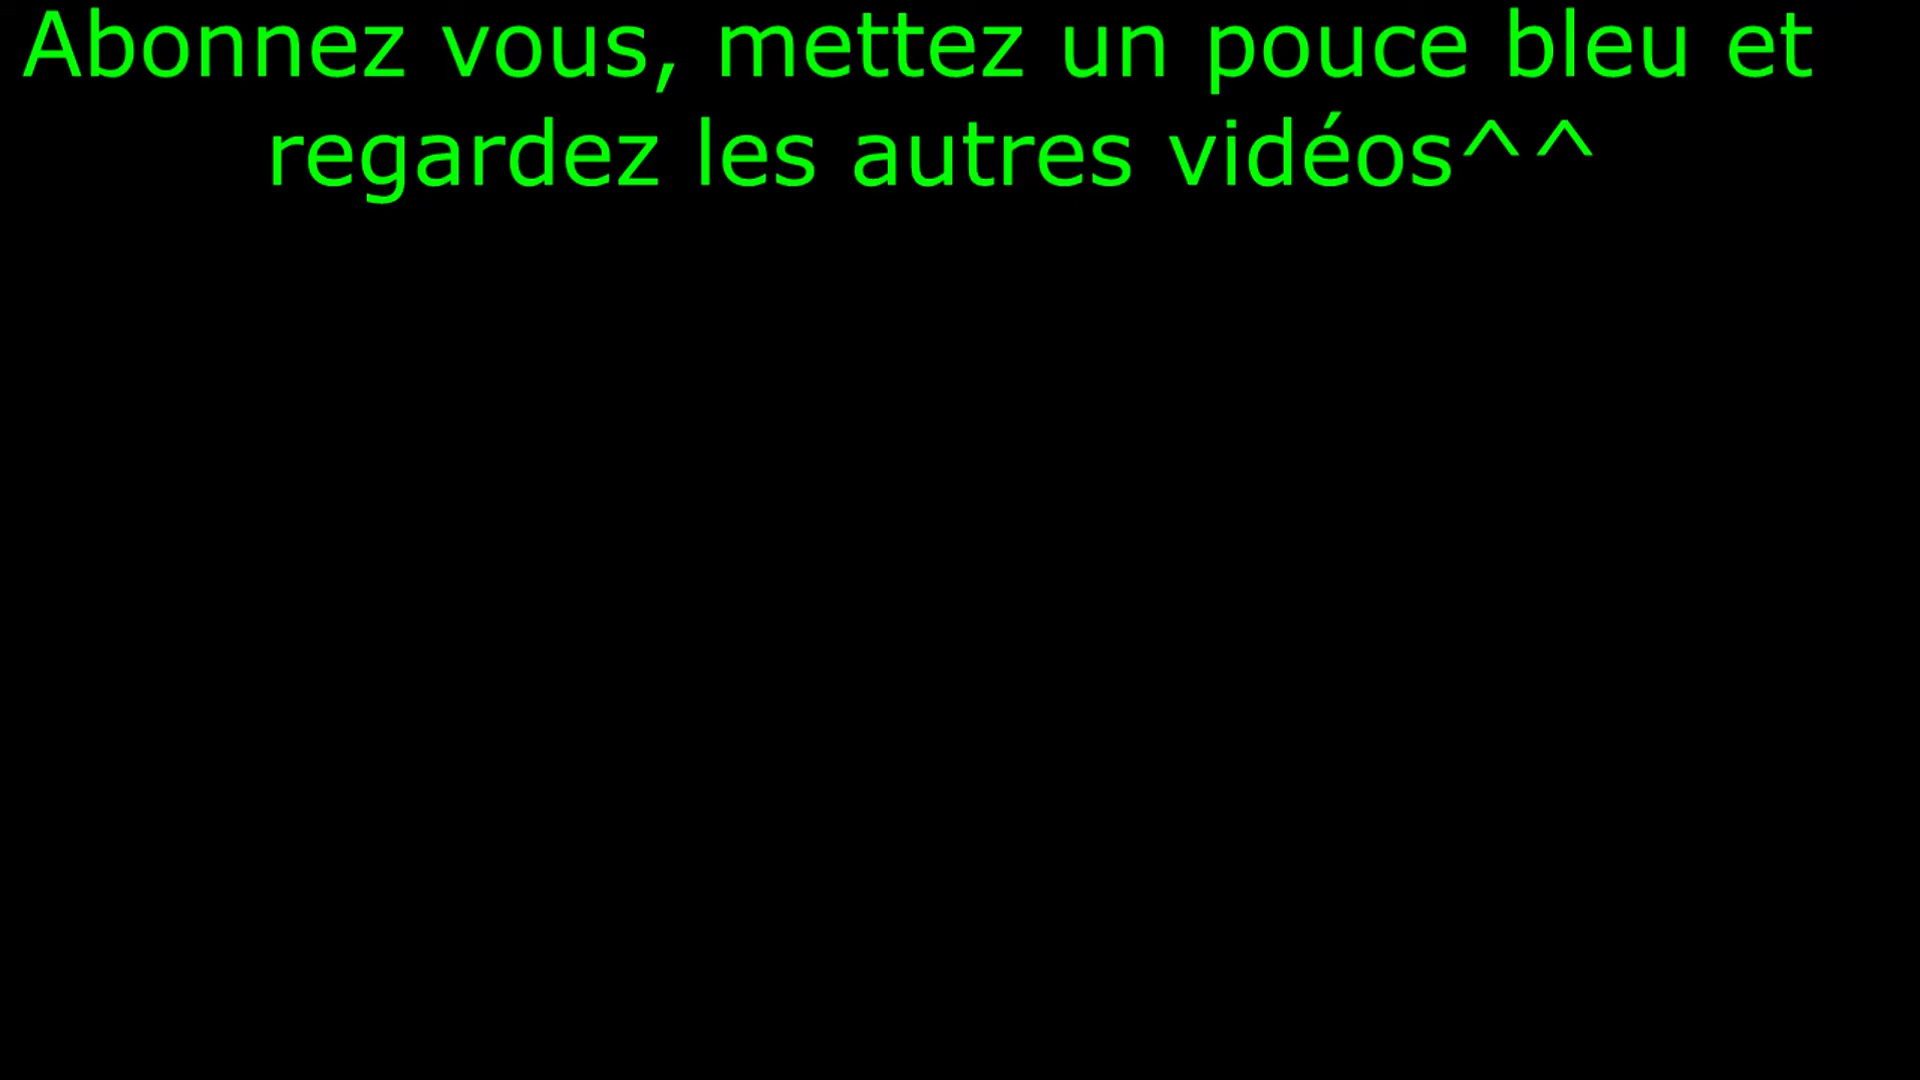 Abonnez vous, mettez un pouce bleu et
regardez les autres vidéos^^